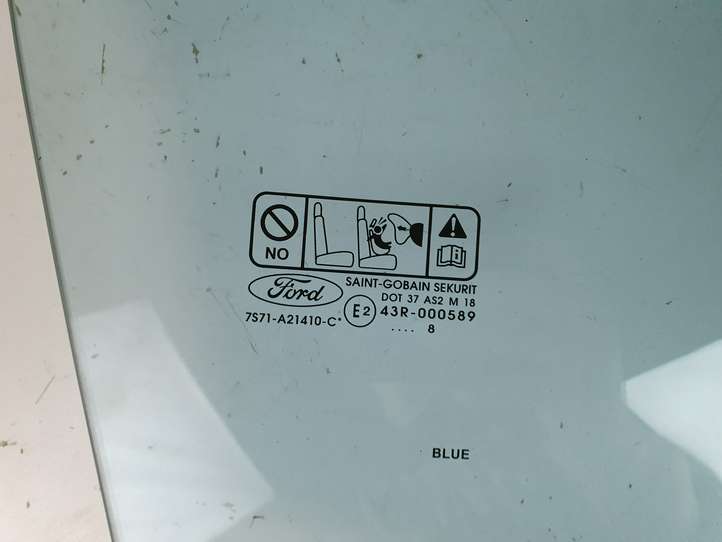 NO
Ford
SAINT-GOBAIN SEKURIT
DOT 37 AS2 M 18
7S71-A21410-C*
E2 43R-000589
.... 8
BLUE